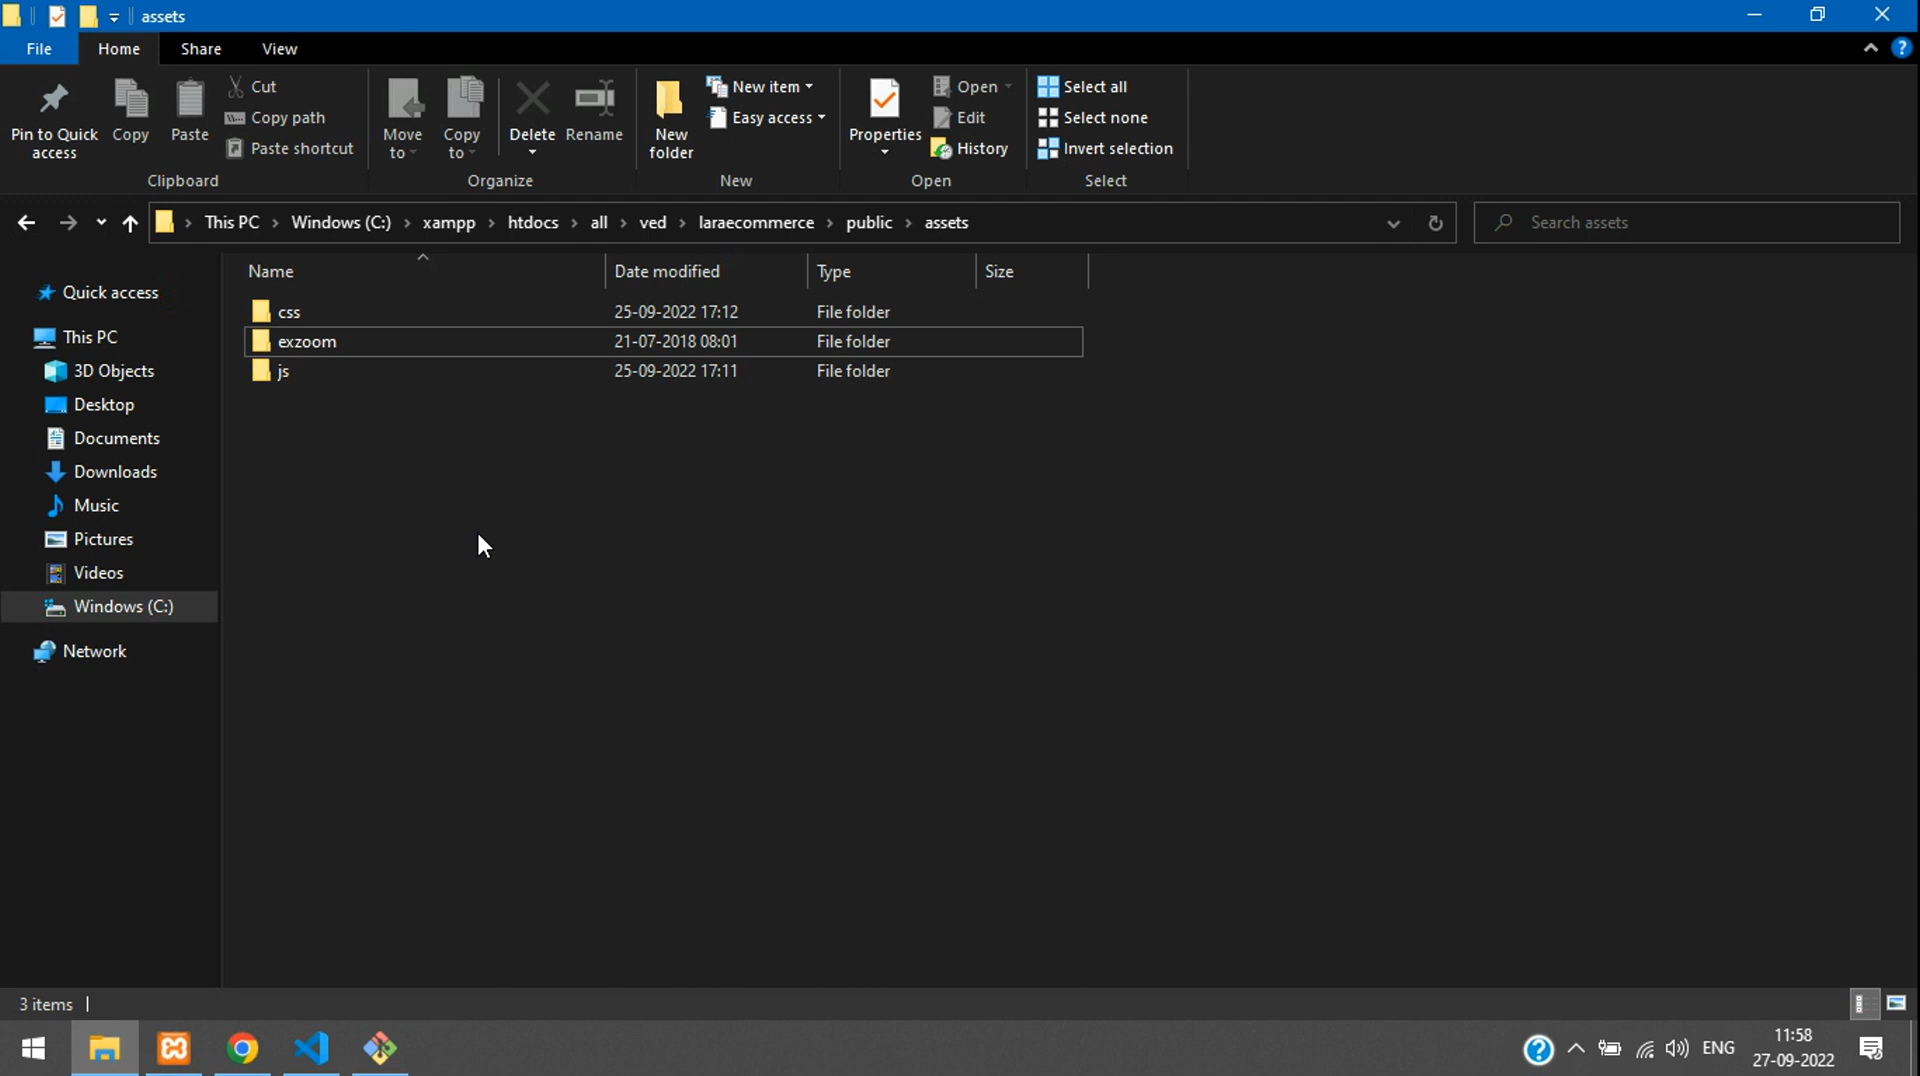 assets
File Home Share View
Pin to Quick access
Copy
Paste
Cut
Copy path
Paste shortcut
Clipboard
Move to
Copy to
Delete
Rename
Organize
New folder
New item
Easy access
New
Properties
Open
Edit
History
Open
Select all
Select none
Invert selection
Select
This PC › Windows (C:) › xampp › htdocs › all › ved › laraecommerce › public › assets
Search assets
Name Date modified Type Size
css 25-09-2022 17:12 File folder
exzoom 21-07-2018 08:01 File folder
js 25-09-2022 17:11 File folder
Quick access
This PC
3D Objects
Desktop
Documents
Downloads
Music
Pictures
Videos
Windows (C:)
Network
3 items
ENG
11:58
27-09-2022